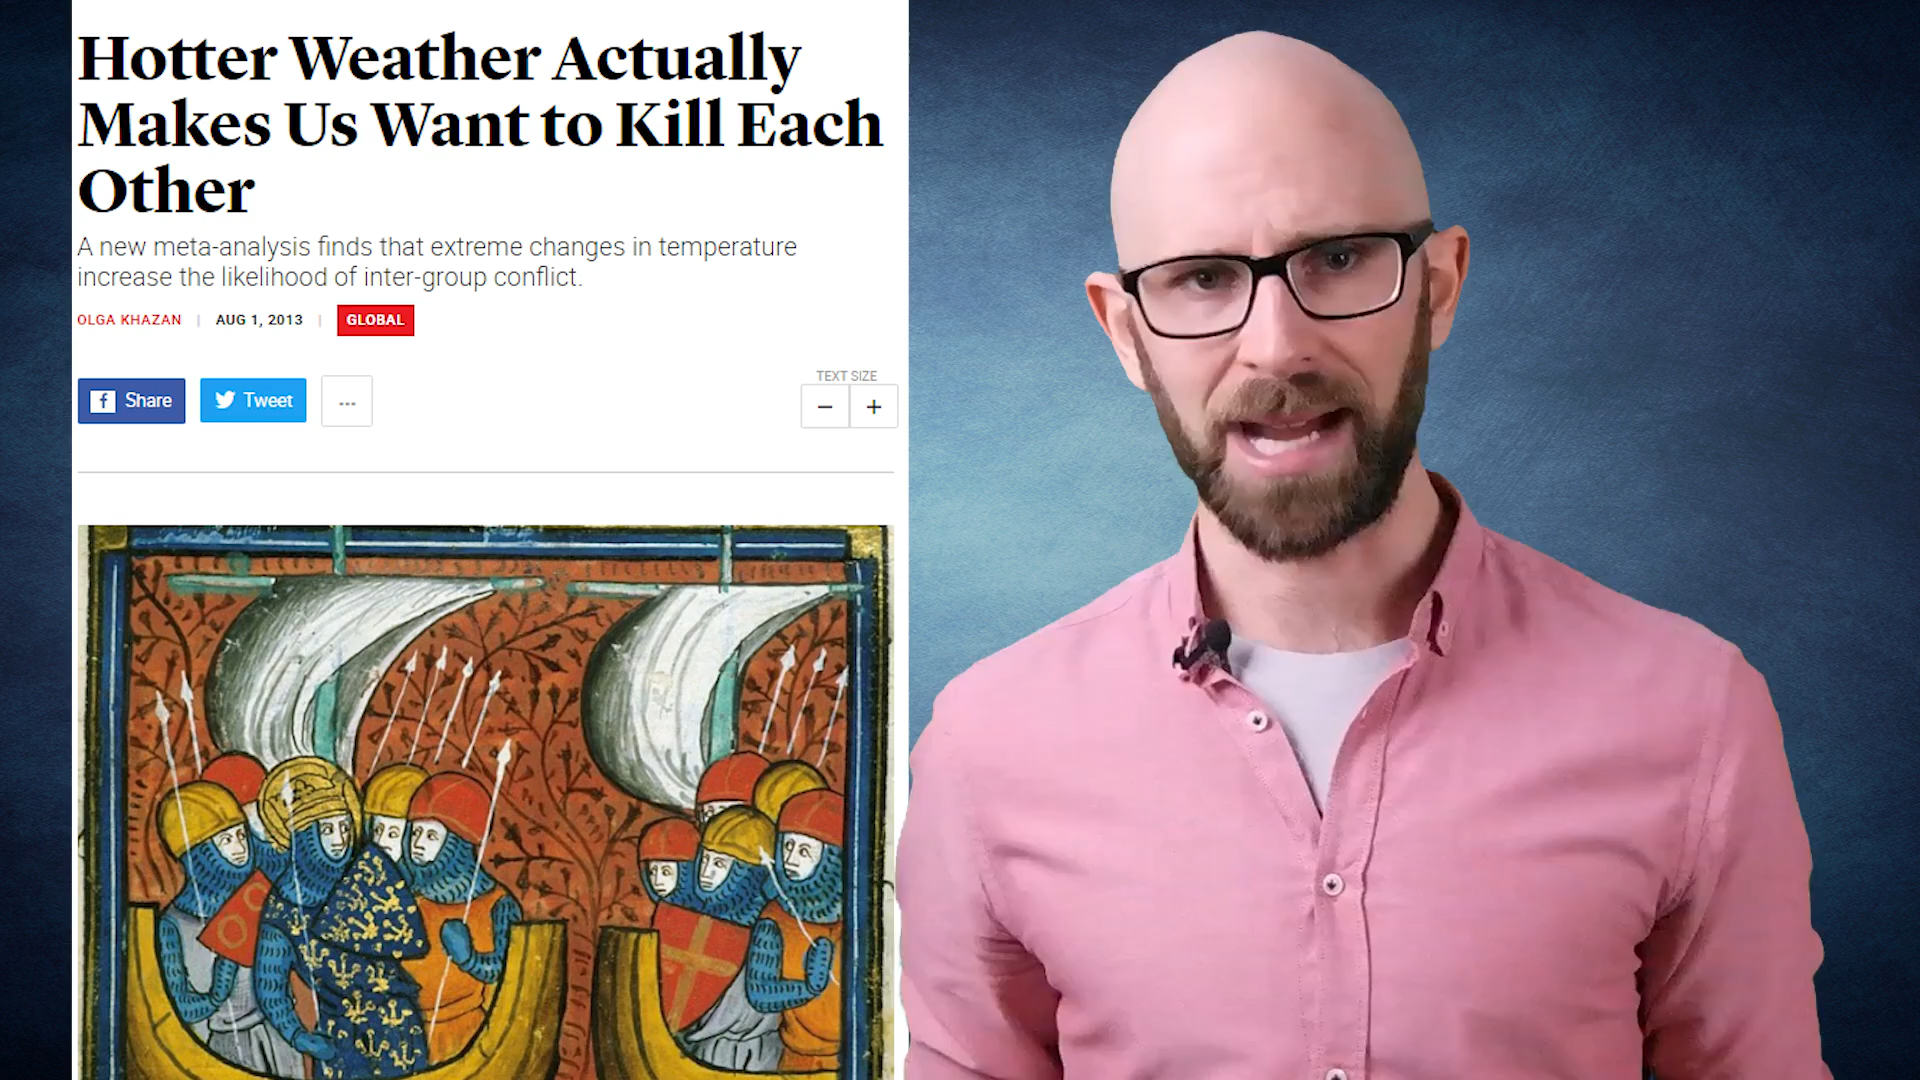 Hotter Weather Actually
Makes Us Want to Kill Each
Other
A new meta-analysis finds that extreme changes in temperature
increase the likelihood of inter-group conflict.
OLGA KHAZAN | AUG 1, 2013 | GLOBAL
Share Tweet ...
TEXT SIZE
− +